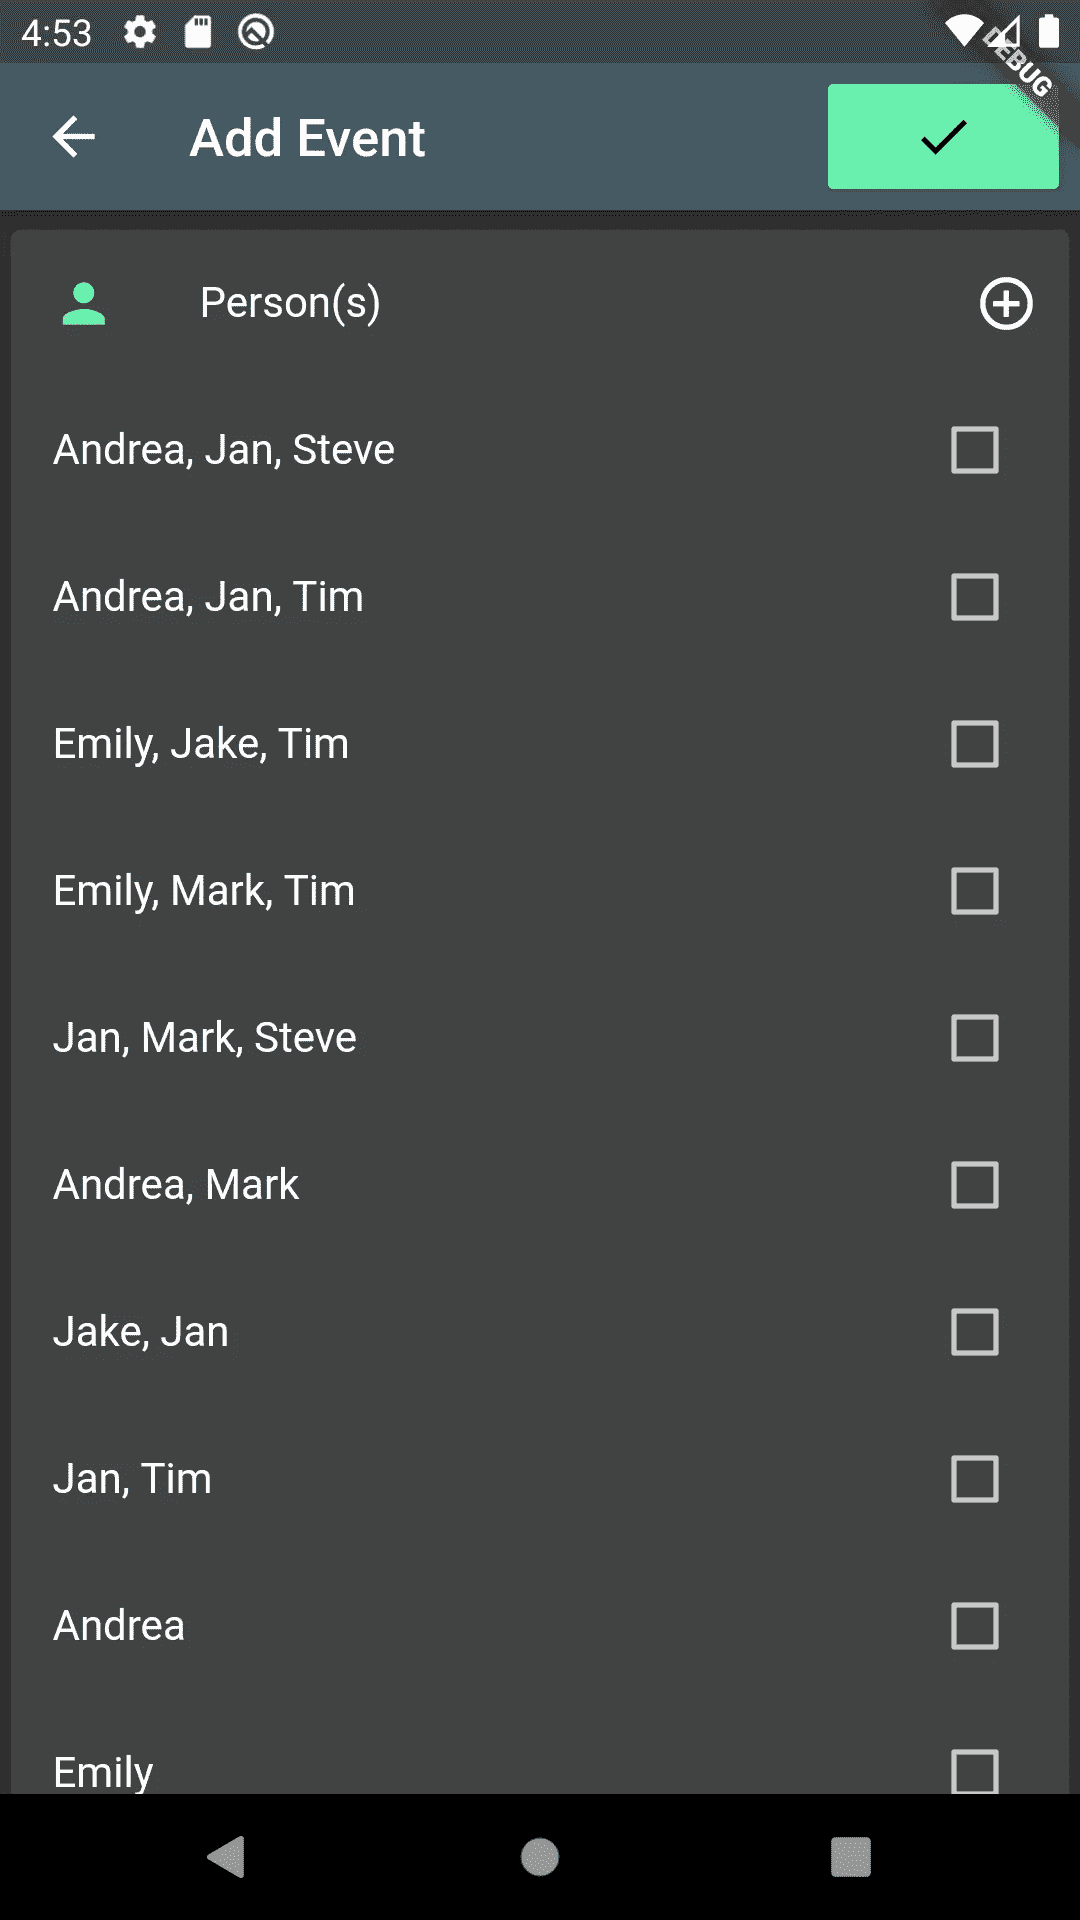 4:53
DEBUG
Add Event
Person(s)
Andrea, Jan, Steve
Andrea, Jan, Tim
Emily, Jake, Tim
Emily, Mark, Tim
Jan, Mark, Steve
Andrea, Mark
Jake, Jan
Jan, Tim
Andrea
Emily